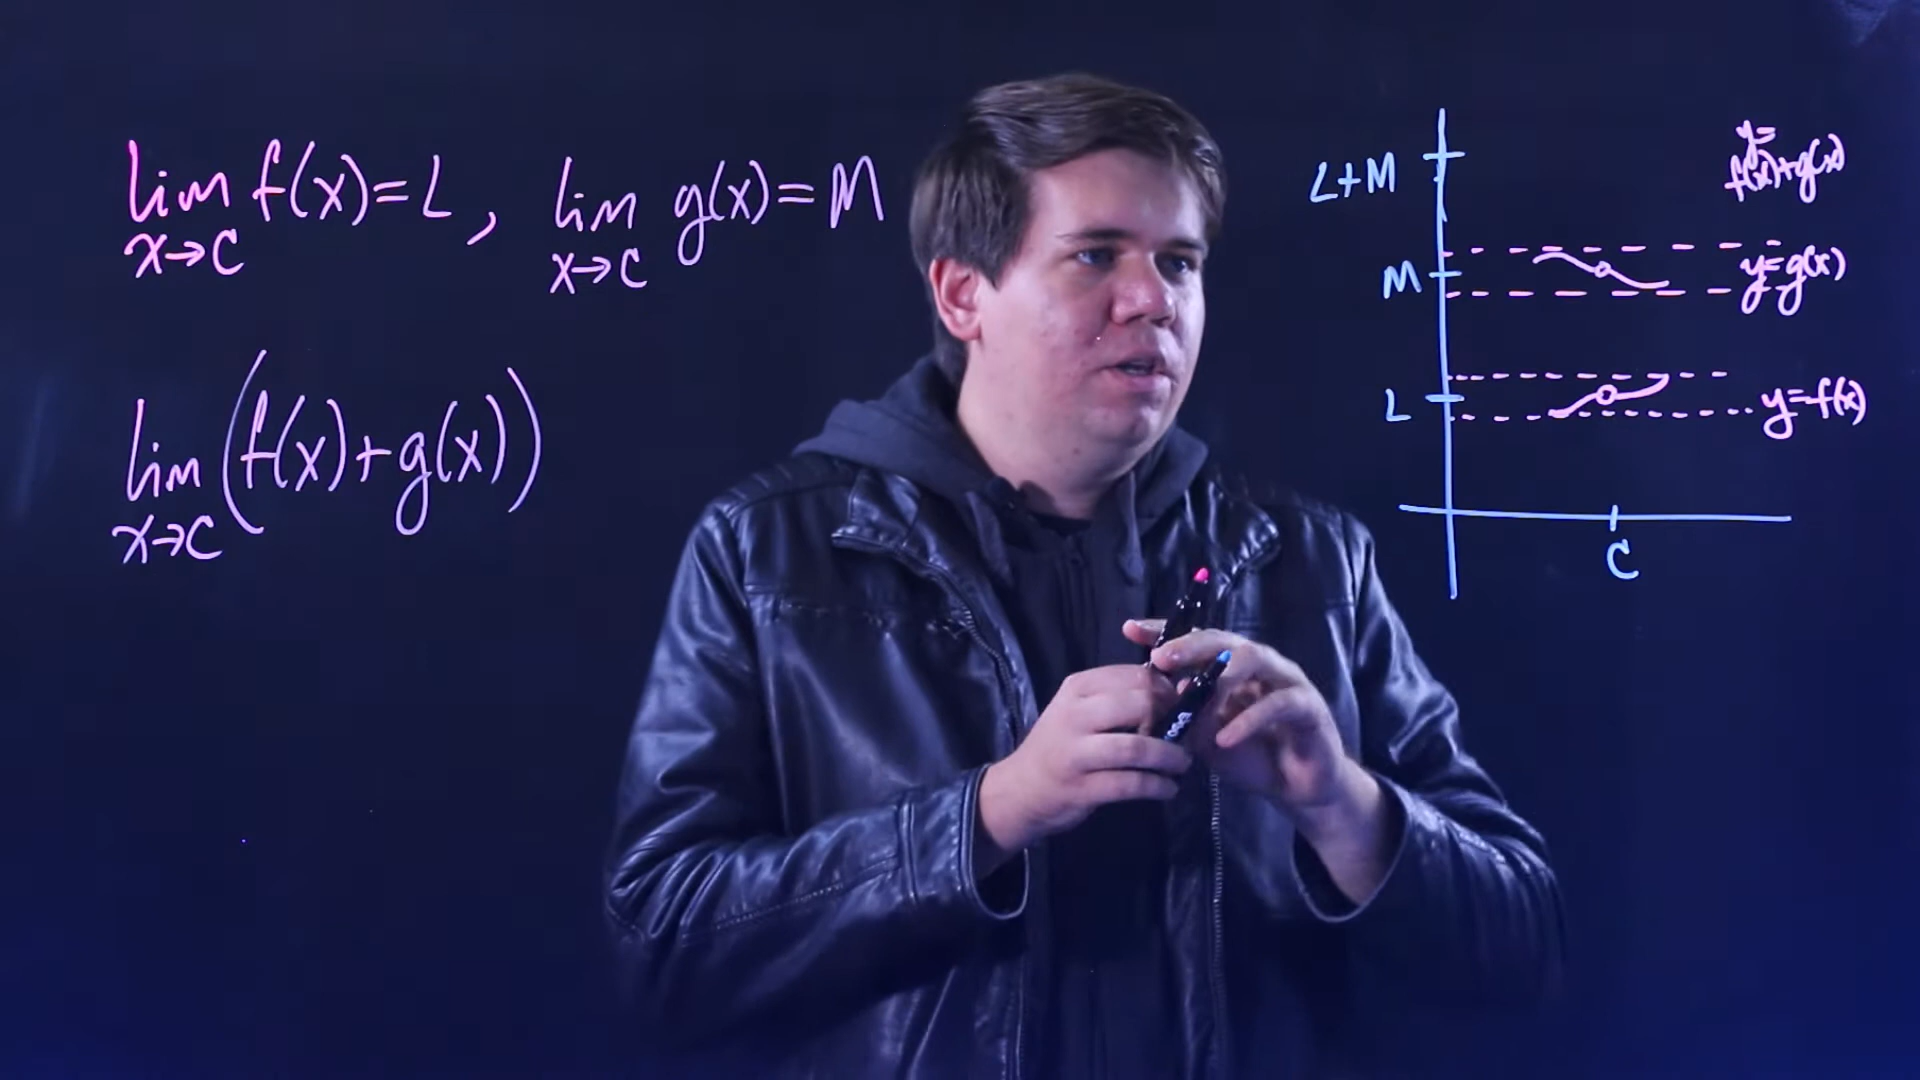 lim f(x)=L, lim g(x)=M
x→c x→c
lim (f(x)+g(x))
x→c
L+M
y=
f(x)+g(x)
M
y=g(x)
L
y=f(x)
c